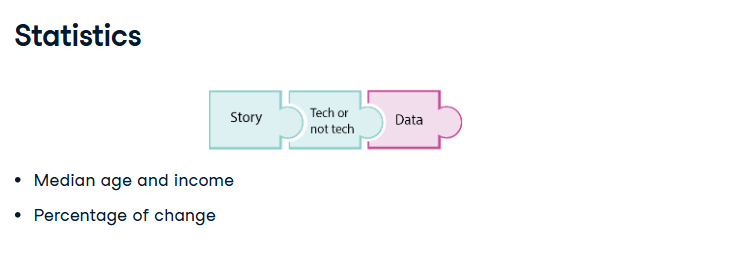 Statistics
Story
Tech or
not tech
Data
• Median age and income
• Percentage of change